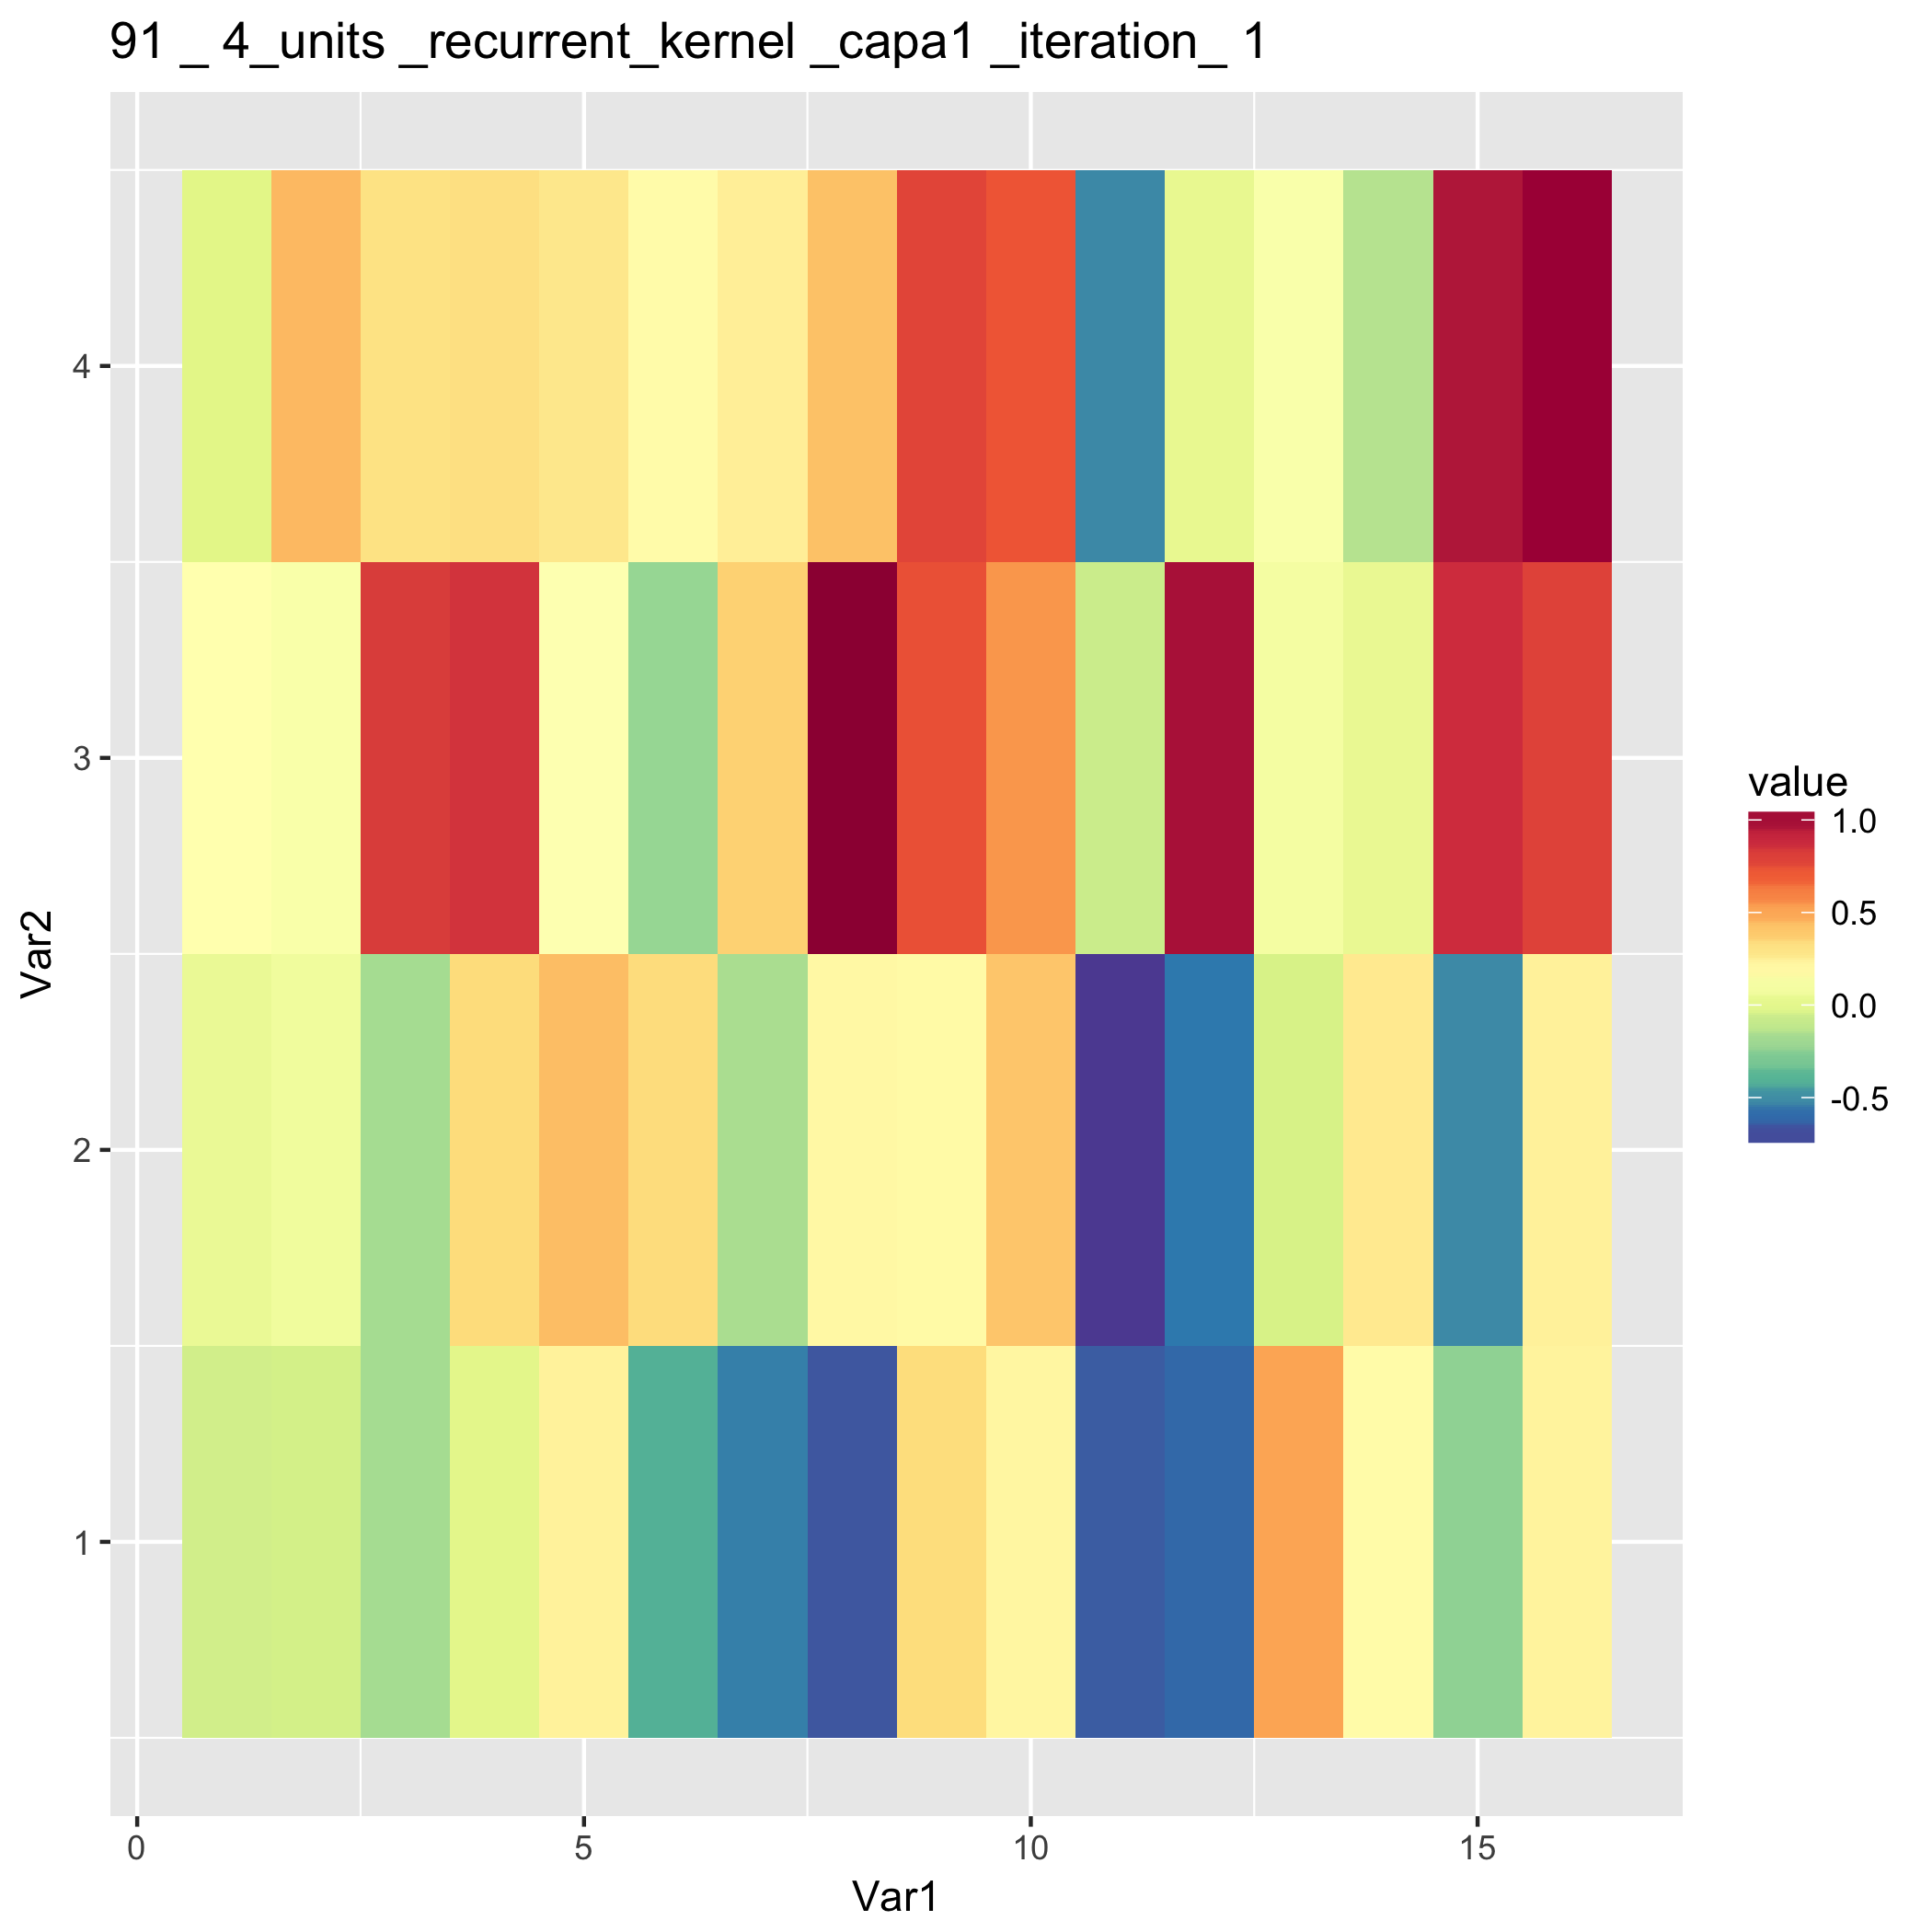 91 _ 4_units _recurrent_kernel _capa1 _iteration_ 1
4
3
2
1
Var2
0 5 10 15
Var1
value
1.0
0.5
0.0
-0.5